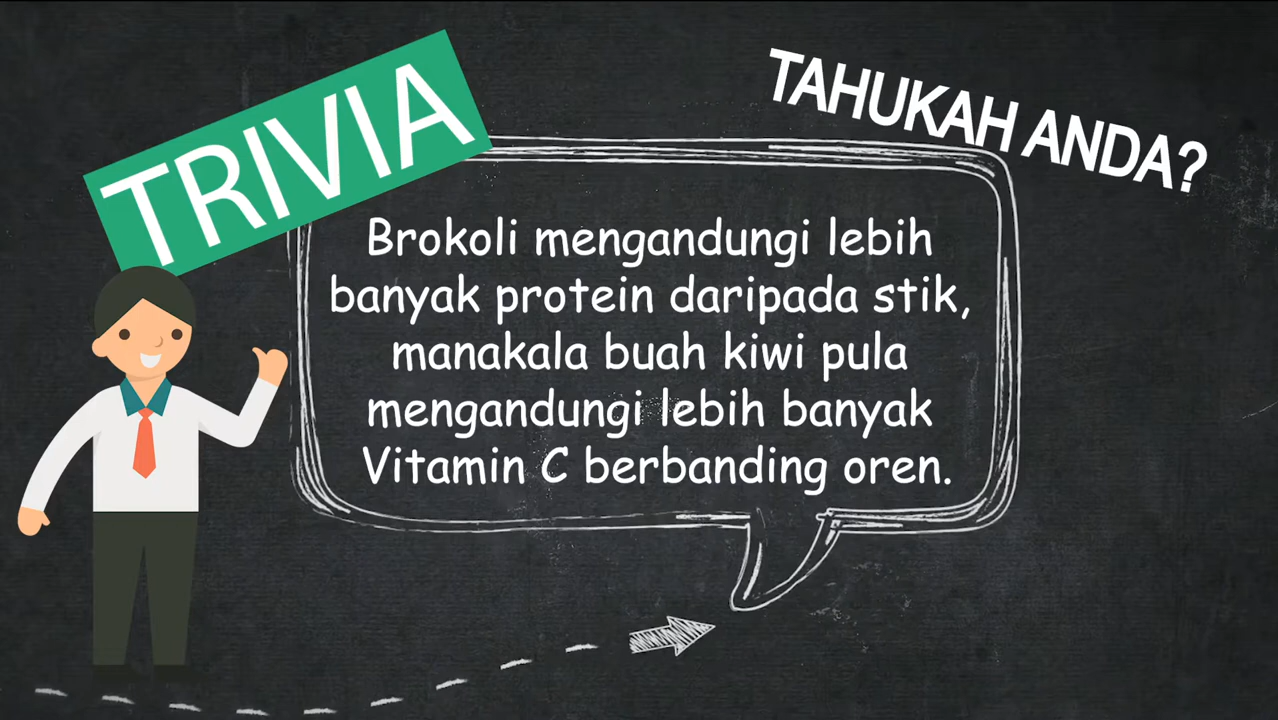 TRIVIA
TAHUKAH ANDA?
Brokoli mengandungi lebih
banyak protein daripada stik,
manakala buah kiwi pula
mengandungi lebih banyak
Vitamin C berbanding oren.